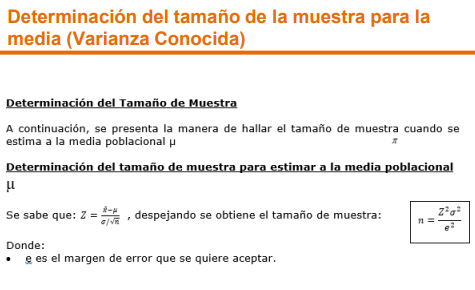 Determinación del tamaño de la muestra para la
media (Varianza Conocida)
Determinación del Tamaño de Muestra
A continuación, se presenta la manera de hallar el tamaño de muestra cuando se
estima a la media poblacional μ π
Determinación del tamaño de muestra para estimar a la media poblacional
μ
Se sabe que: Z = (x̄−μ)/(σ/√n) , despejando se obtiene el tamaño de muestra: n = Z²σ²/e²
Donde:
• e es el margen de error que se quiere aceptar.